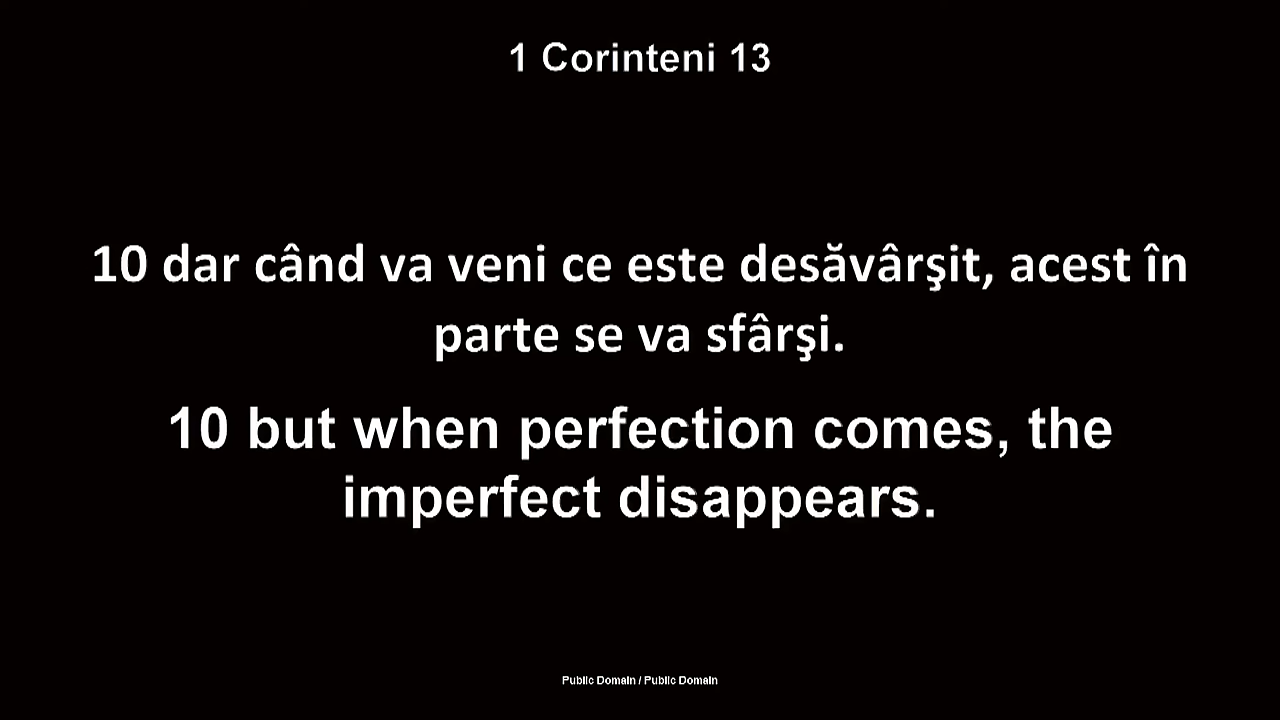 1 Corinteni 13
10 dar când va veni ce este desăvârşit, acest în
parte se va sfârşi.
10 but when perfection comes, the
imperfect disappears.
Public Domain / Public Domain